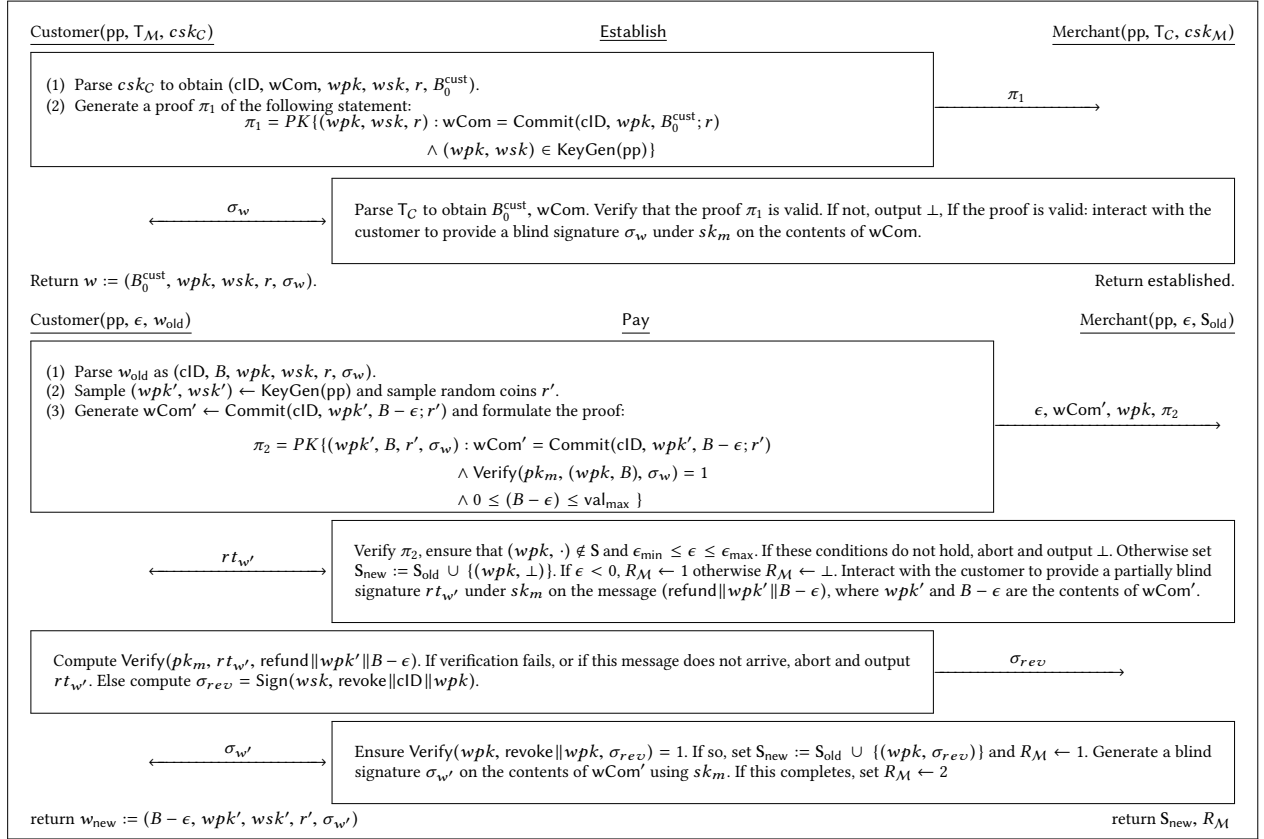 Customer(pp, T_M, csk_C) Establish Merchant(pp, T_C, csk_M)
(1) Parse csk_C to obtain (cID, wCom, wpk, wsk, r, B_0^cust).
(2) Generate a proof π_1 of the following statement:
π_1 = PK{(wpk, wsk, r) : wCom = Commit(cID, wpk, B_0^cust; r)
∧ (wpk, wsk) ∈ KeyGen(pp)}
π_1
σ_w
Parse T_C to obtain B_0^cust, wCom. Verify that the proof π_1 is valid. If not, output ⊥, If the proof is valid: interact with the
customer to provide a blind signature σ_w under sk_m on the contents of wCom.
Return w := (B_0^cust, wpk, wsk, r, σ_w). Return established.
Customer(pp, ϵ, w_old) Pay Merchant(pp, ϵ, S_old)
(1) Parse w_old as (cID, B, wpk, wsk, r, σ_w).
(2) Sample (wpk′, wsk′) ← KeyGen(pp) and sample random coins r′.
(3) Generate wCom′ ← Commit(cID, wpk′, B − ϵ; r′) and formulate the proof:
π_2 = PK{(wpk′, B, r′, σ_w) : wCom′ = Commit(cID, wpk′, B − ϵ; r′)
∧ Verify(pk_m, (wpk, B), σ_w) = 1
∧ 0 ≤ (B − ϵ) ≤ val_max }
ϵ, wCom′, wpk, π_2
rt_w′
Verify π_2, ensure that (wpk, ·) ∉ S and ϵ_min ≤ ϵ ≤ ϵ_max. If these conditions do not hold, abort and output ⊥. Otherwise set
S_new := S_old ∪ {(wpk, ⊥)}. If ϵ < 0, R_M ← 1 otherwise R_M ← ⊥. Interact with the customer to provide a partially blind
signature rt_w′ under sk_m on the message (refund||wpk′||B − ϵ), where wpk′ and B − ϵ are the contents of wCom′.
Compute Verify(pk_m, rt_w′, refund||wpk′||B − ϵ). If verification fails, or if this message does not arrive, abort and output
rt_w′. Else compute σ_rev = Sign(wsk, revoke||cID||wpk).
σ_rev
σ_w′
Ensure Verify(wpk, revoke||wpk, σ_rev) = 1. If so, set S_new := S_old ∪ {(wpk, σ_rev)} and R_M ← 1. Generate a blind
signature σ_w′ on the contents of wCom′ using sk_m. If this completes, set R_M ← 2
return w_new := (B − ϵ, wpk′, wsk′, r′, σ_w′) return S_new, R_M